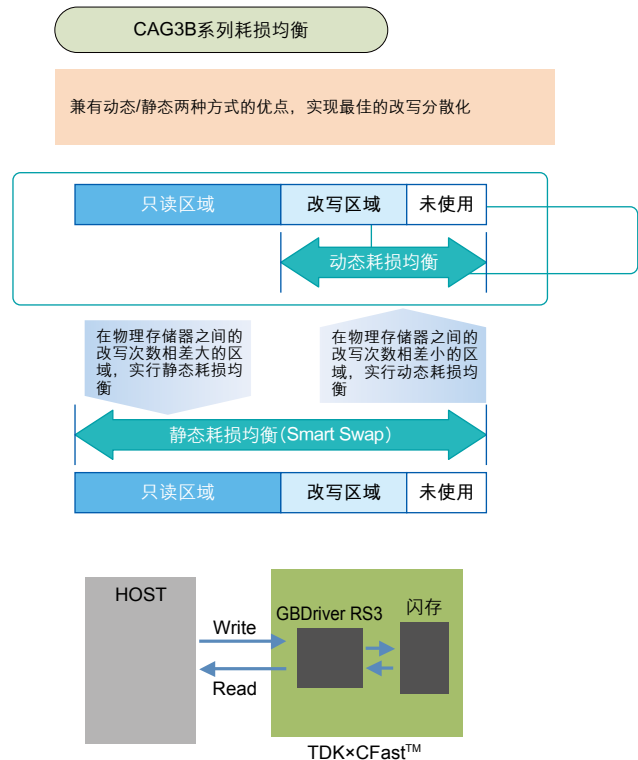 CAG3B系列耗损均衡
兼有动态/静态两种方式的优点，实现最佳的改写分散化
只读区域
改写区域
未使用
动态耗损均衡
在物理存储器之间的
改写次数相差大的区
域，实行静态耗损均
衡
在物理存储器之间的
改写次数相差小的区
域，实行动态耗损均
衡
静态耗损均衡(Smart Swap)
只读区域
改写区域
未使用
HOST
Write
Read
GBDriver RS3
闪存
TDK×CFast™